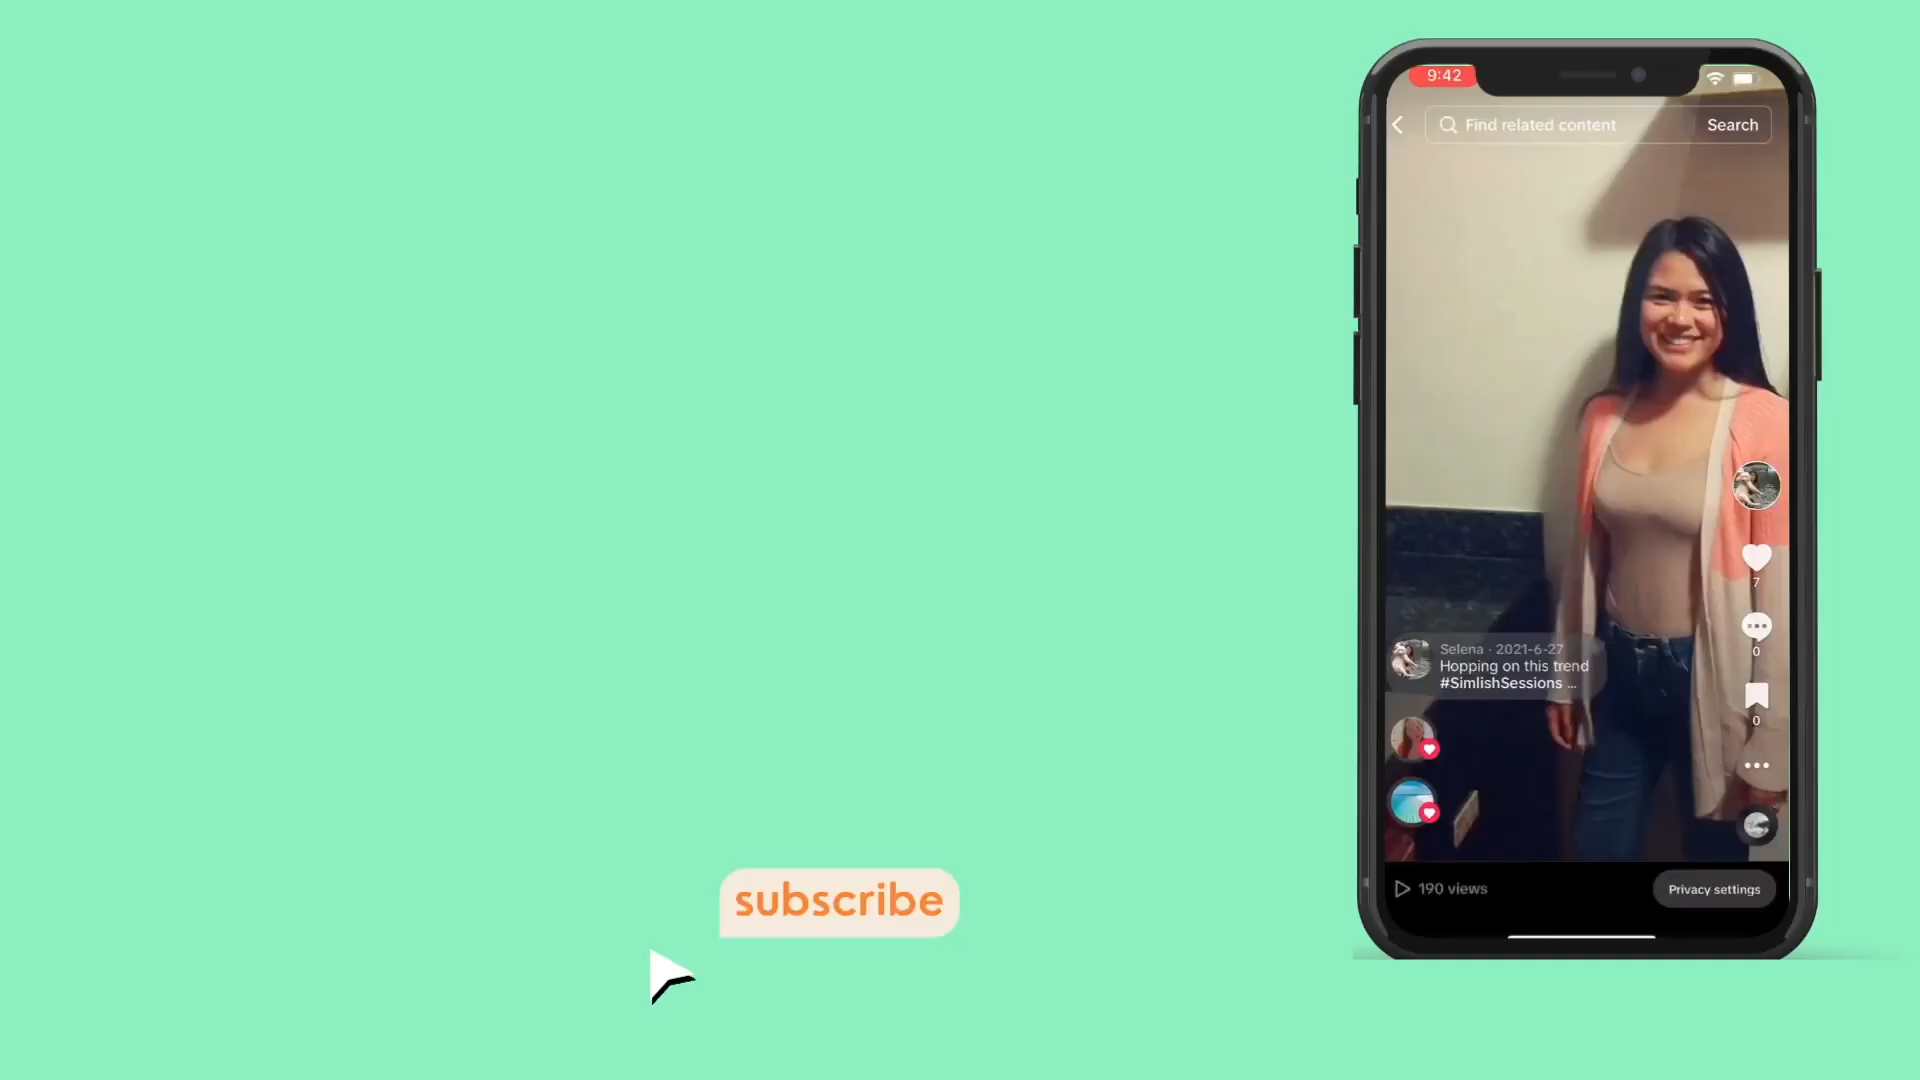 9:42
Find related content
Search
7
0
0
Selena · 2021-6-27
Hopping on this trend
#SimlishSessions ...
190 views
Privacy settings
subscribe